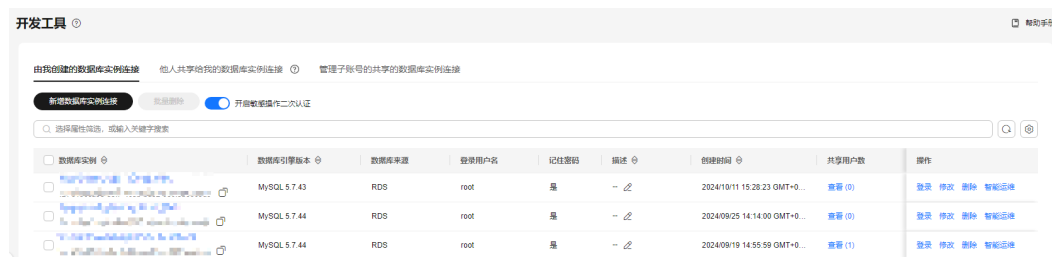 开发工具
帮助手册
由我创建的数据库实例连接 他人共享给我的数据库实例连接 管理子账号的共享的数据库实例连接
新增数据库实例连接 批量删除 开启敏感操作二次认证
选择属性筛选，或输入关键字搜索
数据库实例 数据库引擎版本 数据库来源 登录用户名 记住密码 描述 创建时间 共享用户数 操作
MySQL 5.7.43 RDS root 是 -- 2024/10/11 15:28:23 GMT+0... 查看 (0) 登录 修改 删除 智能运维
MySQL 5.7.44 RDS root 是 -- 2024/09/25 14:14:00 GMT+0... 查看 (0) 登录 修改 删除 智能运维
MySQL 5.7.44 RDS root 是 -- 2024/09/19 14:55:59 GMT+0... 查看 (1) 登录 修改 删除 智能运维